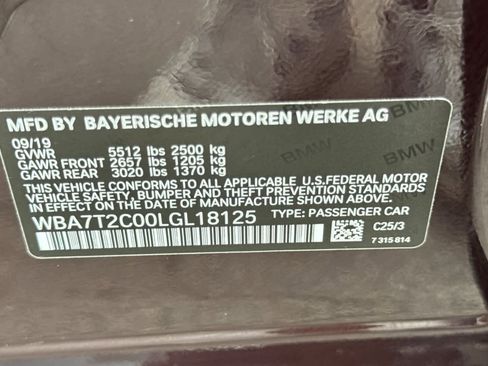 MFD BY BAYERISCHE MOTOREN WERKE AG
09/19
GVWR 5512 lbs 2500 kg
GAWR FRONT 2657 lbs 1205 kg
GAWR REAR 3020 lbs 1370 kg
THIS VEHICLE CONFORMS TO ALL APPLICABLE U.S.FEDERAL MOTOR
VEHICLE SAFETY, BUMPER AND THEFT PREVENTION STANDARDS
IN EFFECT ON THE DATE OF MANUFACTURE SHOWN ABOVE.
WBA7T2C00LGL18125 TYPE: PASSENGER CAR
C25/3
7 315 814
BMW
BMW
BMW